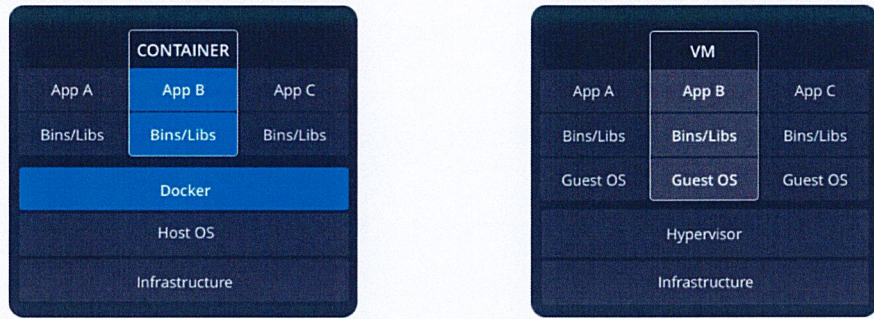 CONTAINER
App A App B App C
Bins/Libs Bins/Libs Bins/Libs
Docker
Host OS
Infrastructure
VM
App A App B App C
Bins/Libs Bins/Libs Bins/Libs
Guest OS Guest OS Guest OS
Hypervisor
Infrastructure